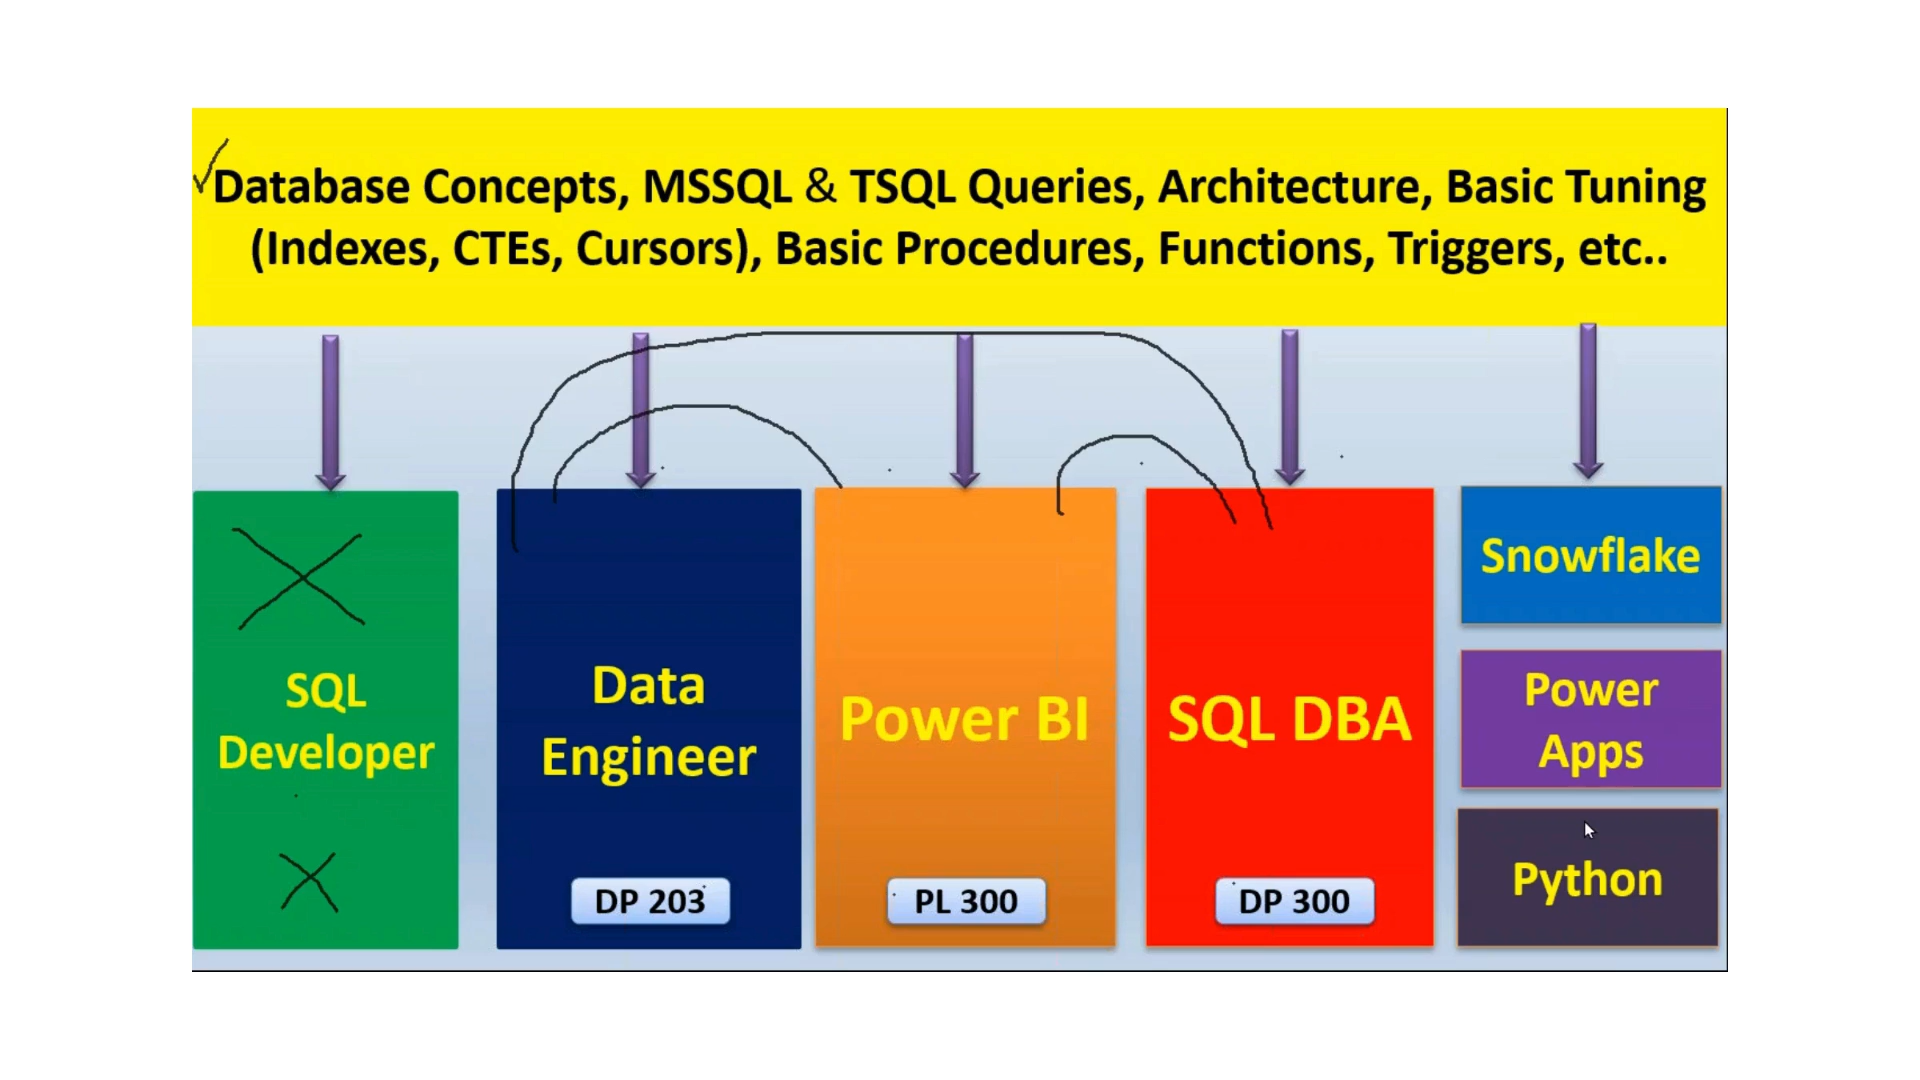 Database Concepts, MSSQL & TSQL Queries, Architecture, Basic Tuning
(Indexes, CTEs, Cursors), Basic Procedures, Functions, Triggers, etc..
SQL
Developer
Data
Engineer
DP 203
Power BI
PL 300
SQL DBA
DP 300
Snowflake
Power
Apps
Python